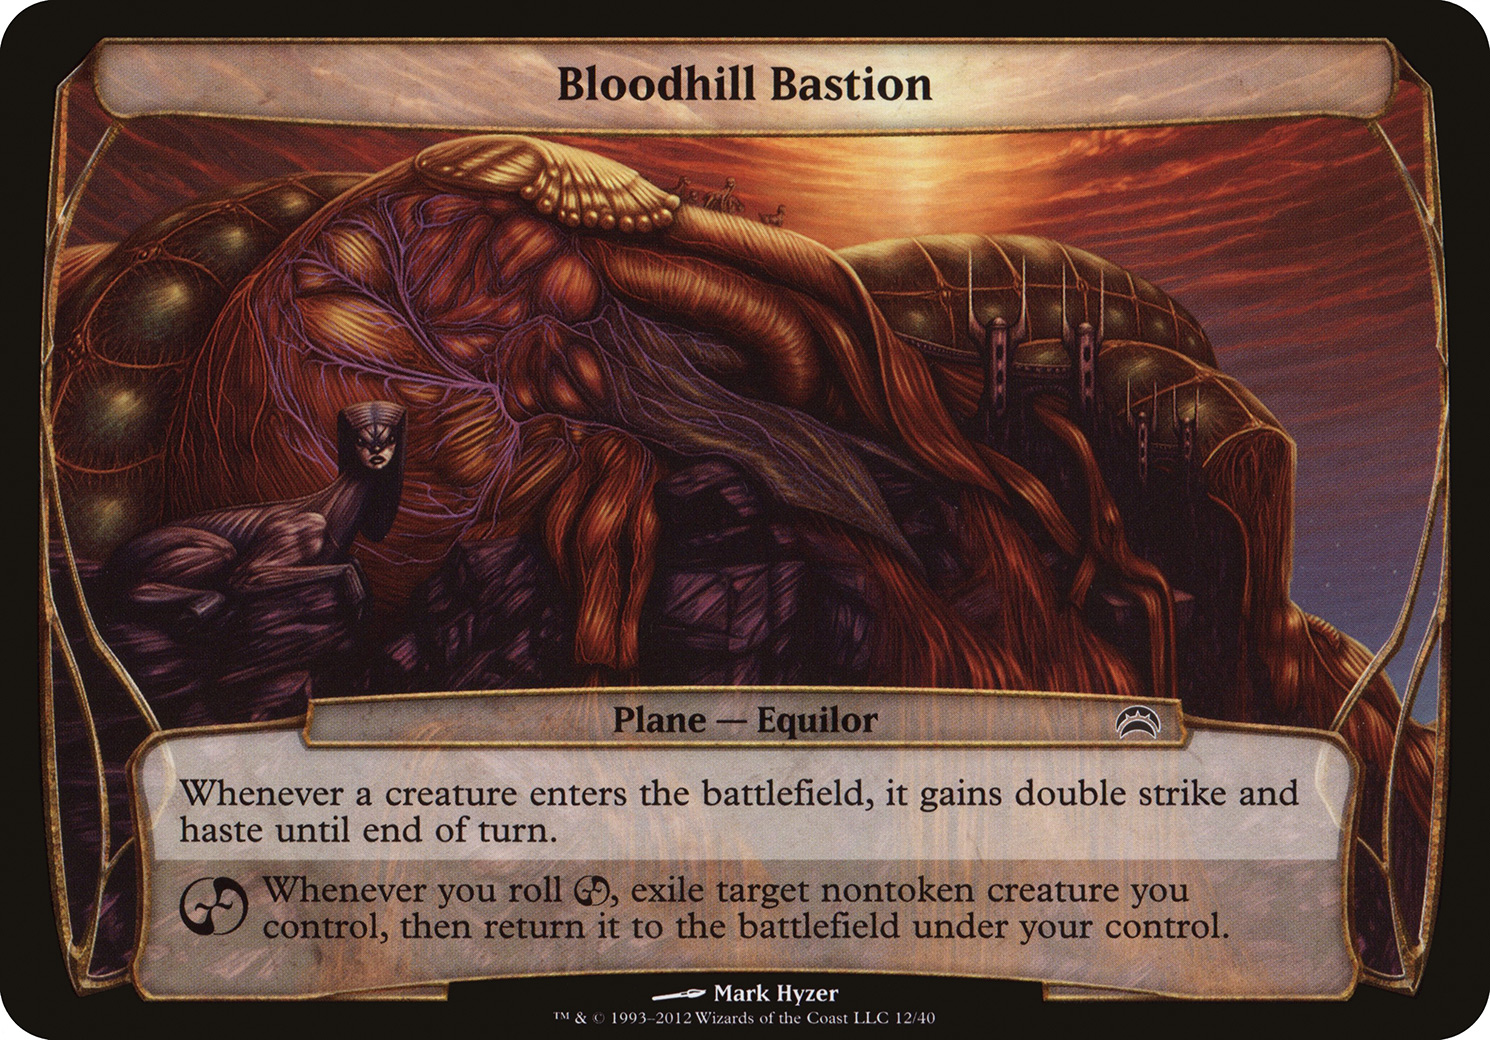 Bloodhill Bastion
Plane — Equilor
Whenever a creature enters the battlefield, it gains double strike and
haste until end of turn.
Whenever you roll , exile target nontoken creature you
control, then return it to the battlefield under your control.
Mark Hyzer
™ & © 1993–2012 Wizards of the Coast LLC 12/40